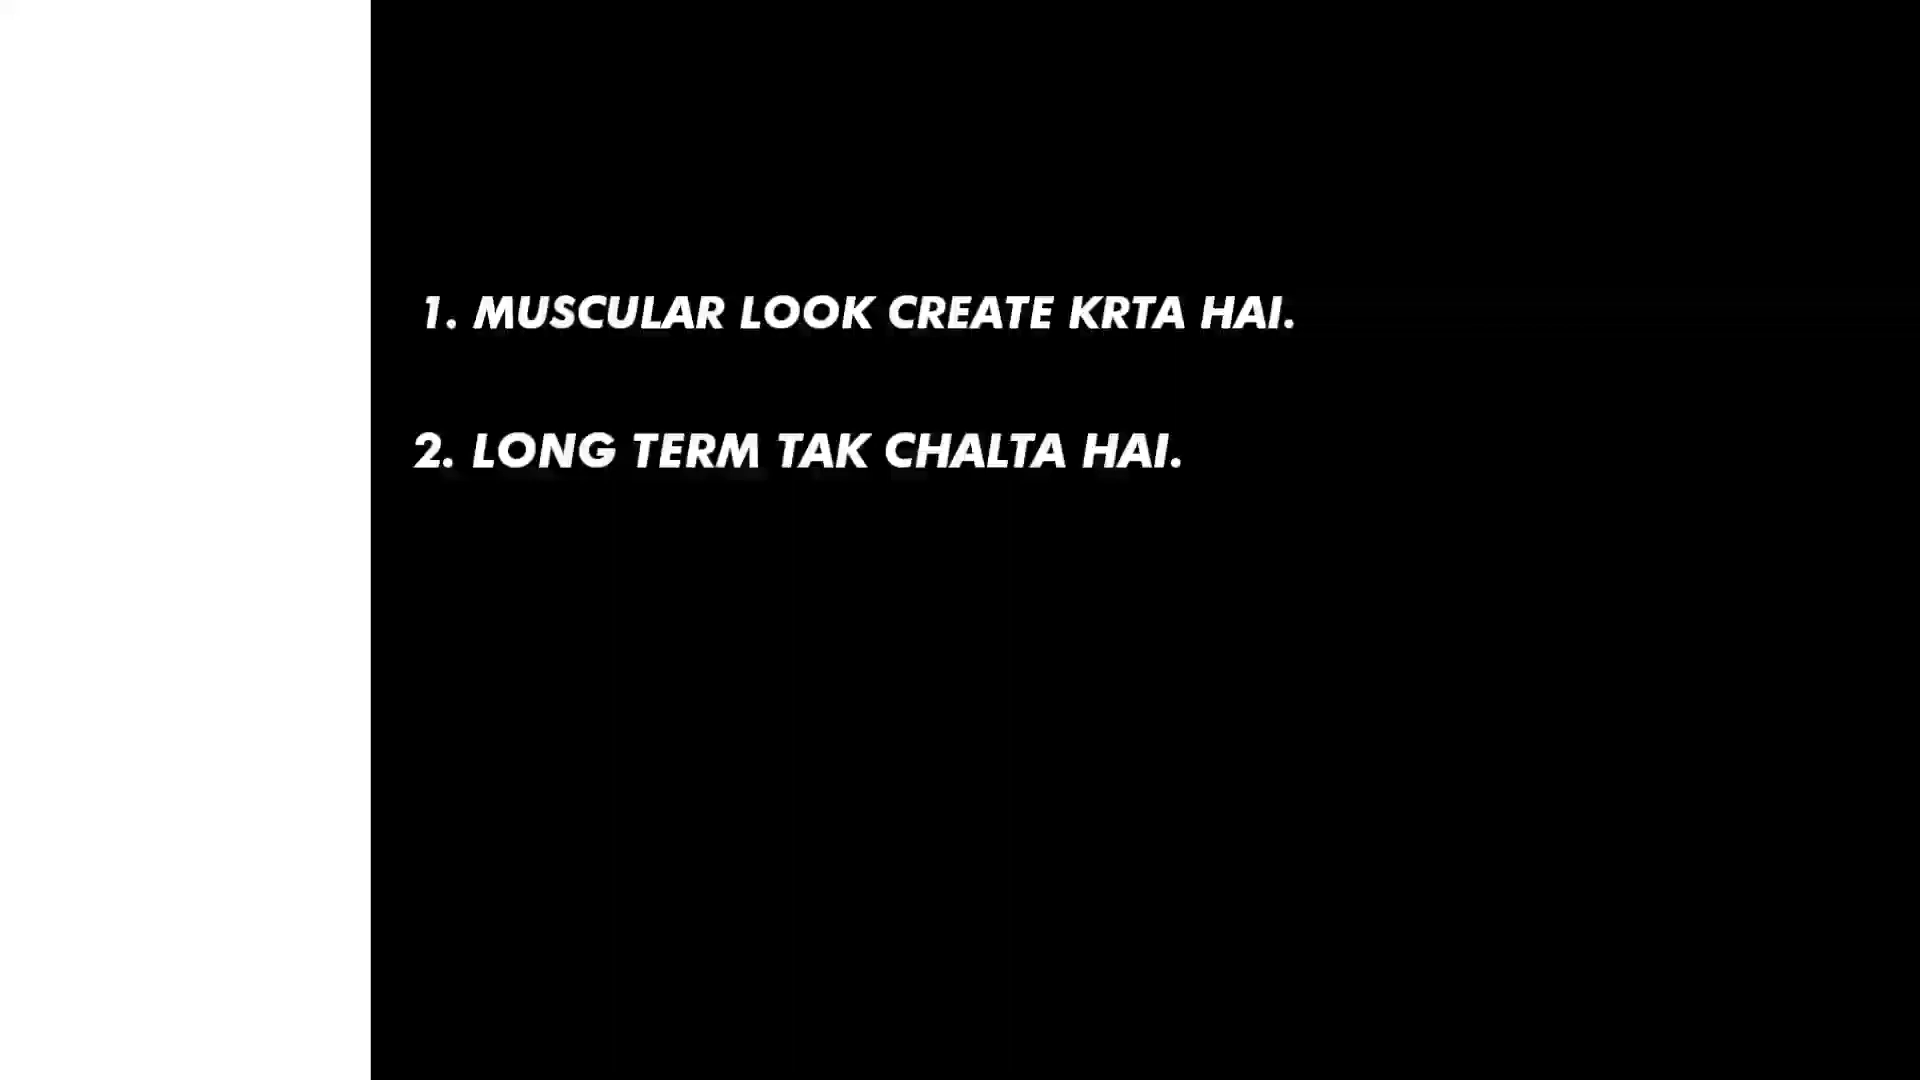 1. MUSCULAR LOOK CREATE KRTA HAI.
2. LONG TERM TAK CHALTA HAI.